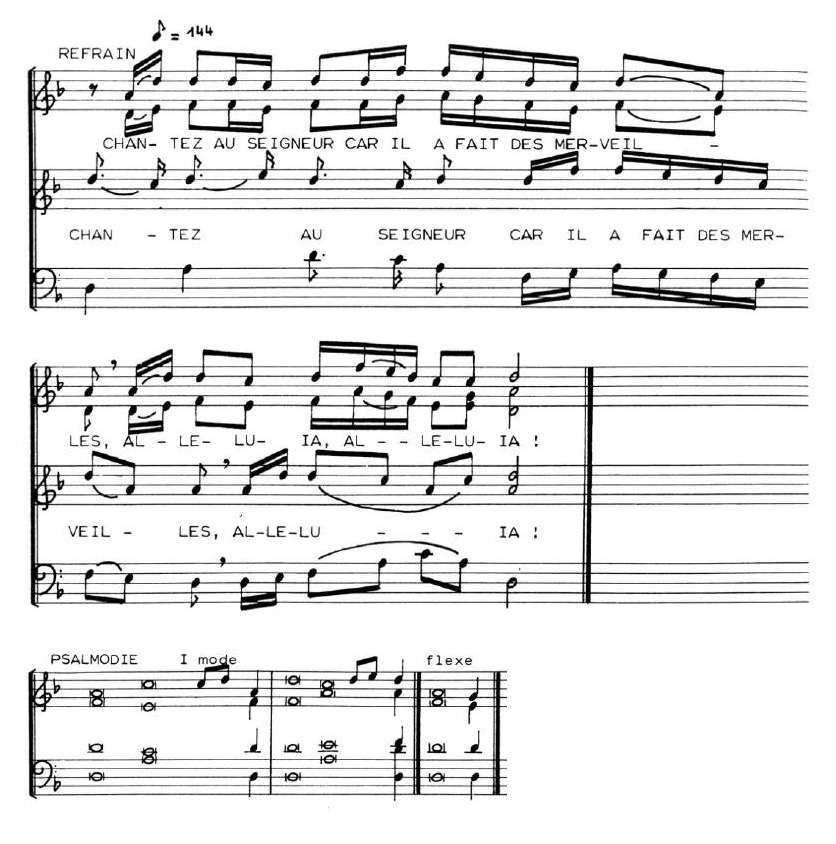 ♪ = 144
REFRAIN
CHAN- TEZ AU SEIGNEUR CAR IL A FAIT DES MER-VEIL -
CHAN - TEZ AU SEIGNEUR CAR IL A FAIT DES MER-
LES, AL - LE- LU- IA, AL - - LE-LU- IA !
VEIL - LES, AL-LE-LU - - - IA !
PSALMODIE I mode flexe